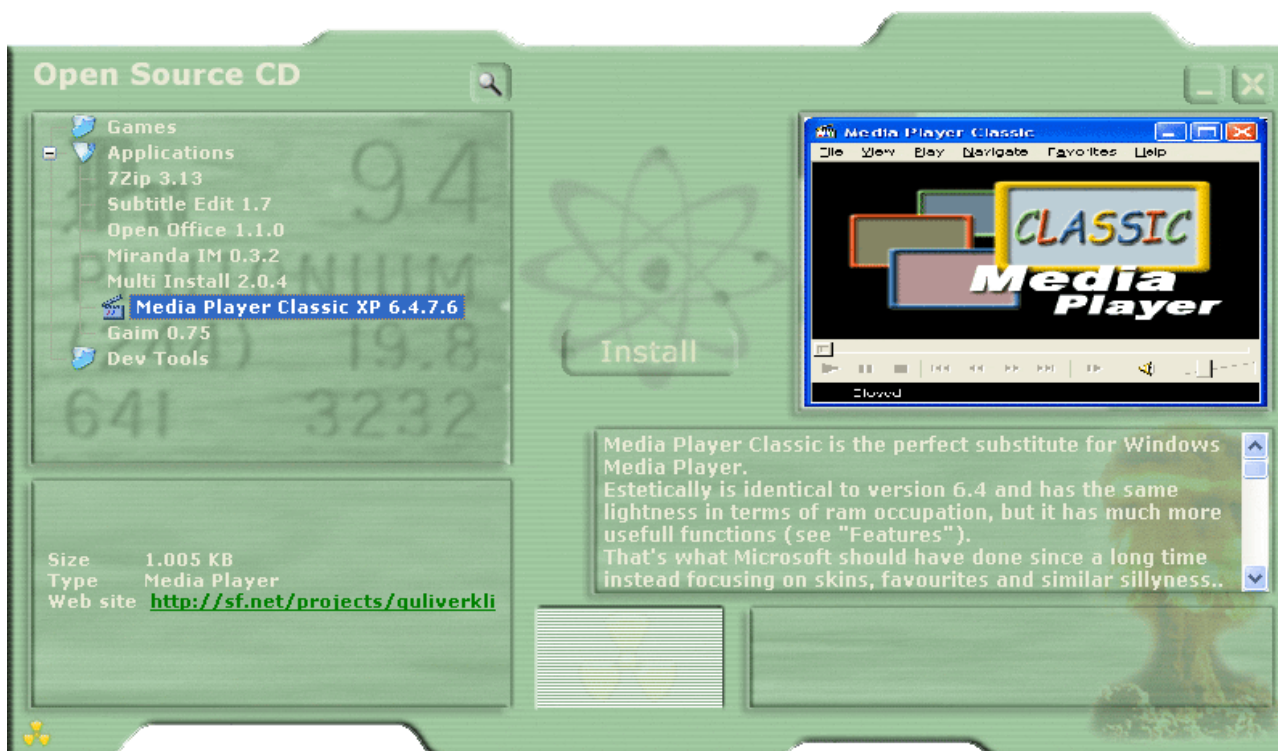 Open Source CD
Games
Applications
7Zip 3.13
Subtitle Edit 1.7
Open Office 1.1.0
Miranda IM 0.3.2
Multi Install 2.0.4
Media Player Classic XP 6.4.7.6
Gaim 0.75
Dev Tools
94
19.8
641 3232
Size 1.005 KB
Type Media Player
Web site http://sf.net/projects/guliverkli
Install
Media Player Classic
File View Play Navigate Favorites Help
CLASSIC
Media
Player
Closed
Media Player Classic is the perfect substitute for Windows
Media Player.
Estetically is identical to version 6.4 and has the same
lightness in terms of ram occupation, but it has much more
usefull functions (see "Features").
That's what Microsoft should have done since a long time
instead focusing on skins, favourites and similar sillyness..